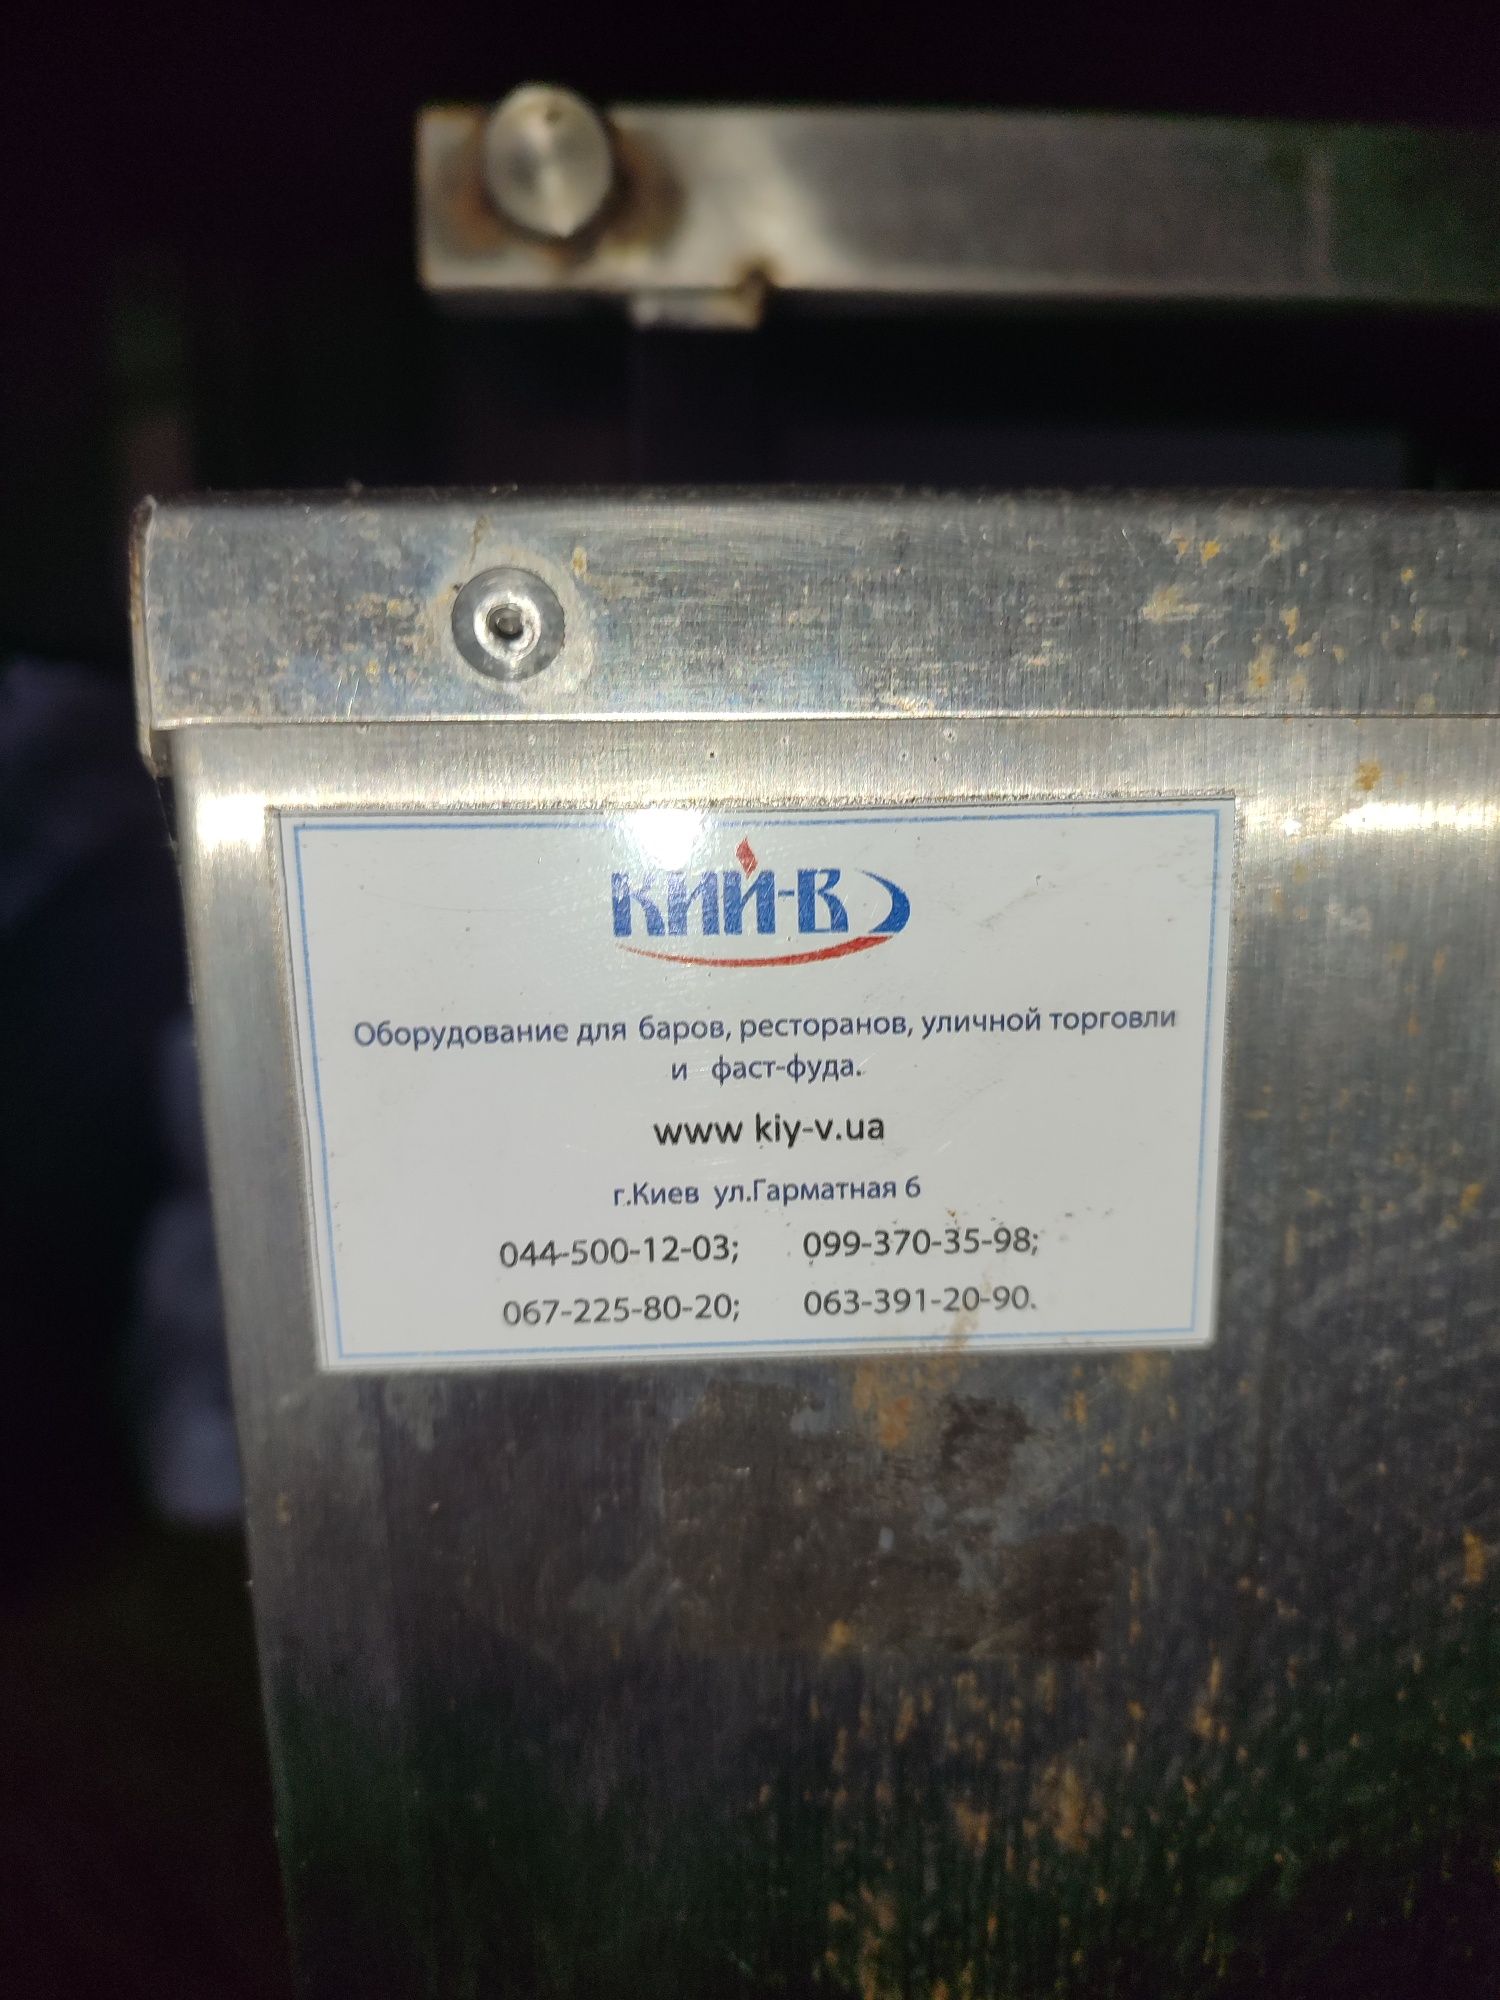 КИЙ-В
Оборудование для баров, ресторанов, уличной торговли
и фаст-фуда.
www kiy-v.ua
г.Киев ул.Гарматная 6
044-500-12-03; 099-370-35-98;
067-225-80-20; 063-391-20-90.